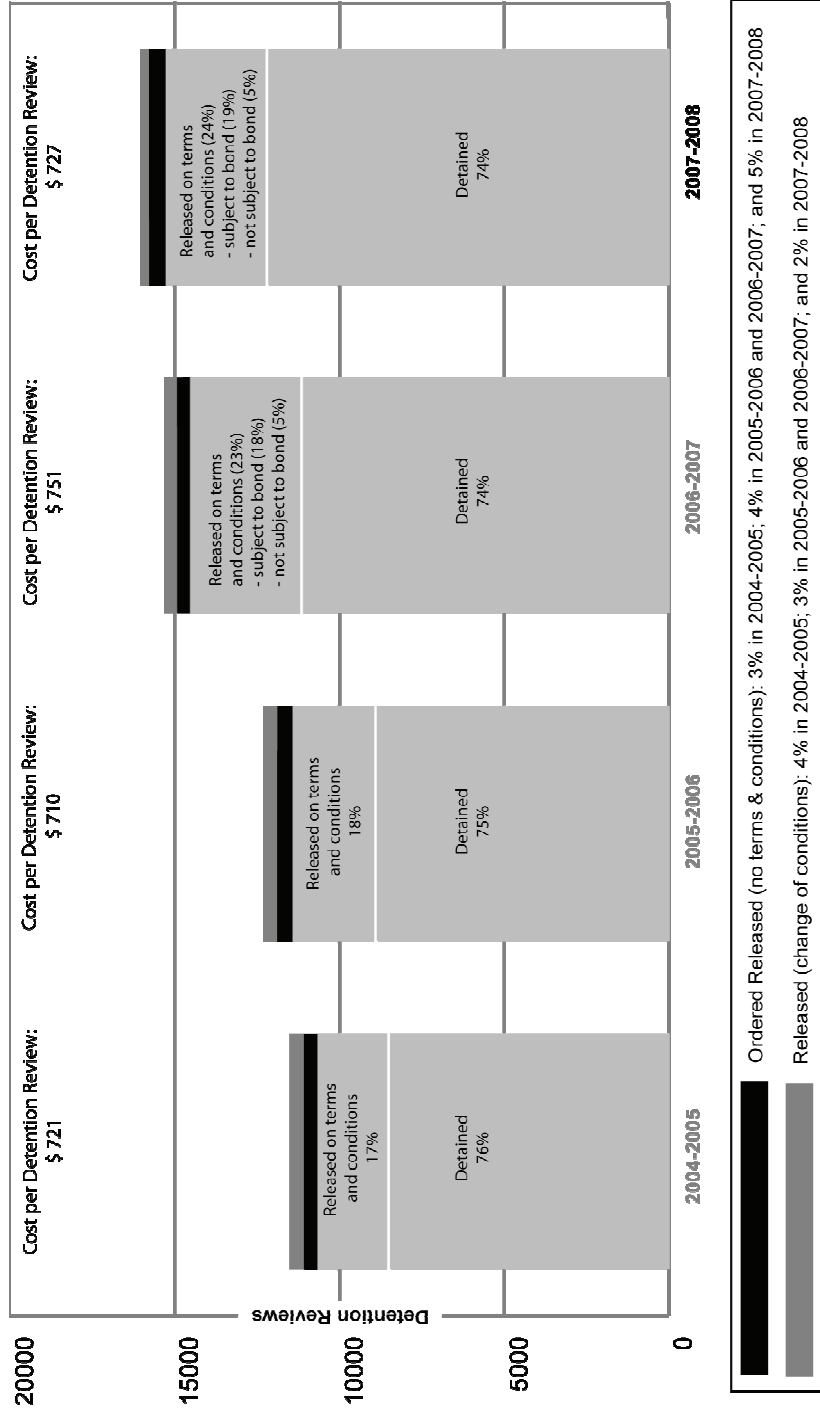 20000
15000
10000
5000
0
Detention Reviews
Cost per Detention Review:
$ 721
Released on terms
and conditions
17%
Detained
76%
2004-2005
Cost per Detention Review:
$ 710
Released on terms
and conditions
18%
Detained
75%
2005-2006
Cost per Detention Review:
$ 751
Released on terms
and conditions (23%)
- subject to bond (18%)
- not subject to bond (5%)
Detained
74%
2006-2007
Cost per Detention Review:
$ 727
Released on terms
and conditions (24%)
- subject to bond (19%)
- not subject to bond (5%)
Detained
74%
2007-2008
Ordered Released (no terms & conditions): 3% in 2004-2005; 4% in 2005-2006 and 2006-2007; and 5% in 2007-2008
Released (change of conditions): 4% in 2004-2005; 3% in 2005-2006 and 2006-2007; and 2% in 2007-2008